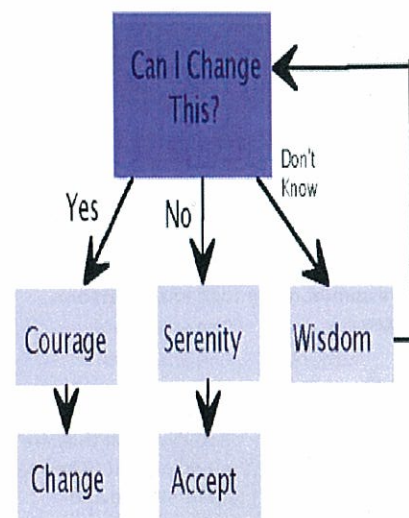 Can I Change
This?
Don't
Know
Yes
No
Courage
Serenity
Wisdom
Change
Accept